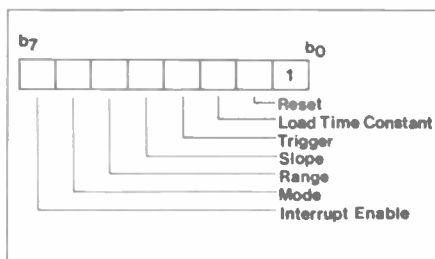 b7 b0
1
Reset
Load Time Constant
Trigger
Slope
Range
Mode
Interrupt Enable